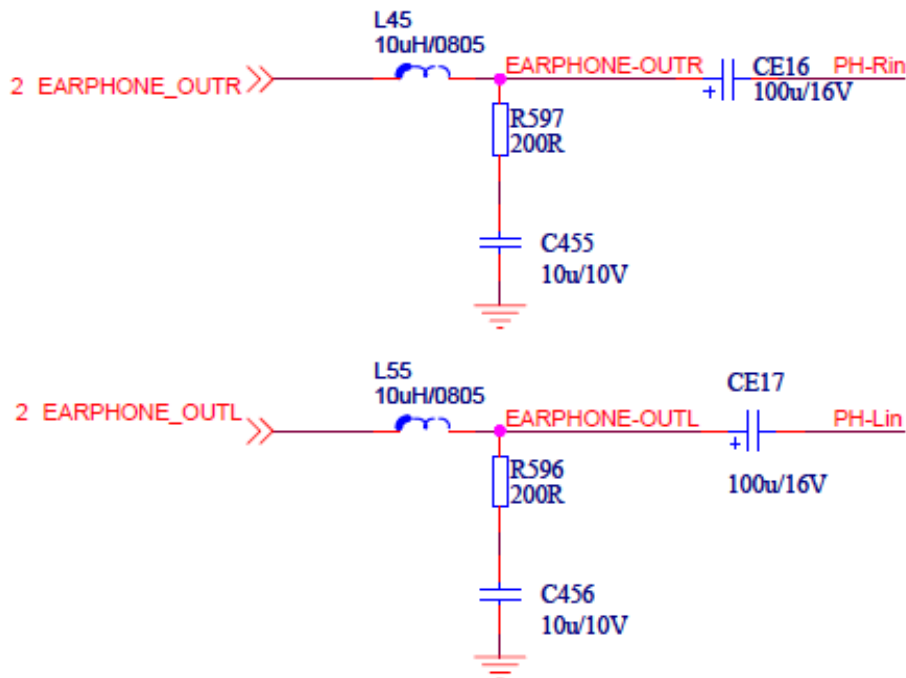 L45
10uH/0805
2 EARPHONE_OUTR
EARPHONE-OUTR
CE16
PH-Rin
+
100u/16V
R597
200R
C455
10u/10V
L55
10uH/0805
2 EARPHONE_OUTL
EARPHONE-OUTL
CE17
PH-Lin
+
100u/16V
R596
200R
C456
10u/10V